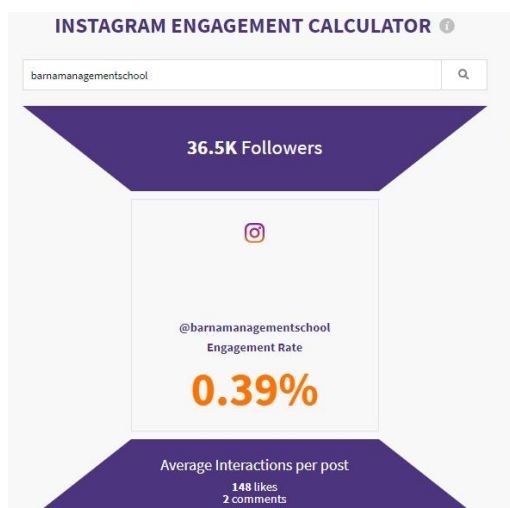 INSTAGRAM ENGAGEMENT CALCULATOR i
barnamanagementschool
36.5K Followers
@barnamanagementschool
Engagement Rate
0.39%
Average Interactions per post
148 likes
2 comments